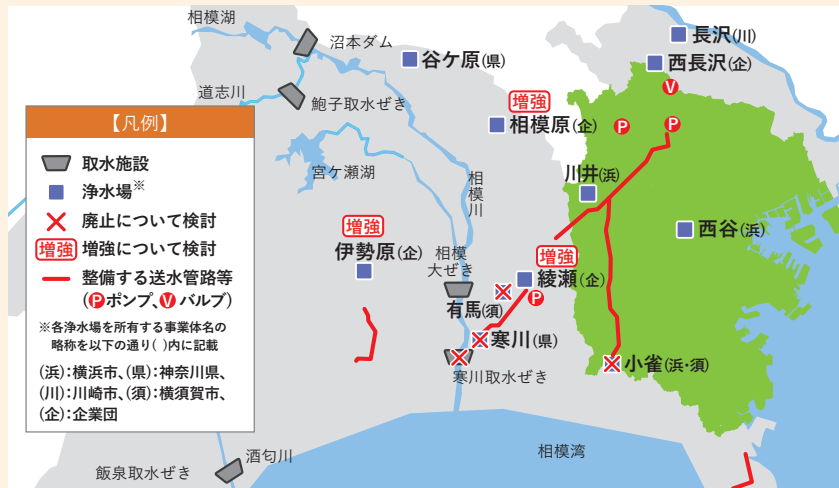 相模湖
沼本ダム
谷ケ原(県)
長沢(川)
西長沢(企)
V
道志川
鮑子取水ぜき
増強
相模原(企)
P
P
【凡例】
取水施設
浄水場※
廃止について検討
増強 増強について検討
整備する送水管路等
(Pポンプ、Vバルブ)
※各浄水場を所有する事業体名の
略称を以下の通り( )内に記載
(浜):横浜市、(県):神奈川県、
(川):川崎市、(須):横須賀市、
(企):企業団
宮ケ瀬湖
相模川
川井(浜)
西谷(浜)
増強
伊勢原(企)
相模
大ぜき
増強
綾瀬(企)
有馬(須)
P
寒川(県)
寒川取水ぜき
小雀(浜・須)
酒匂川
飯泉取水ぜき
相模湾